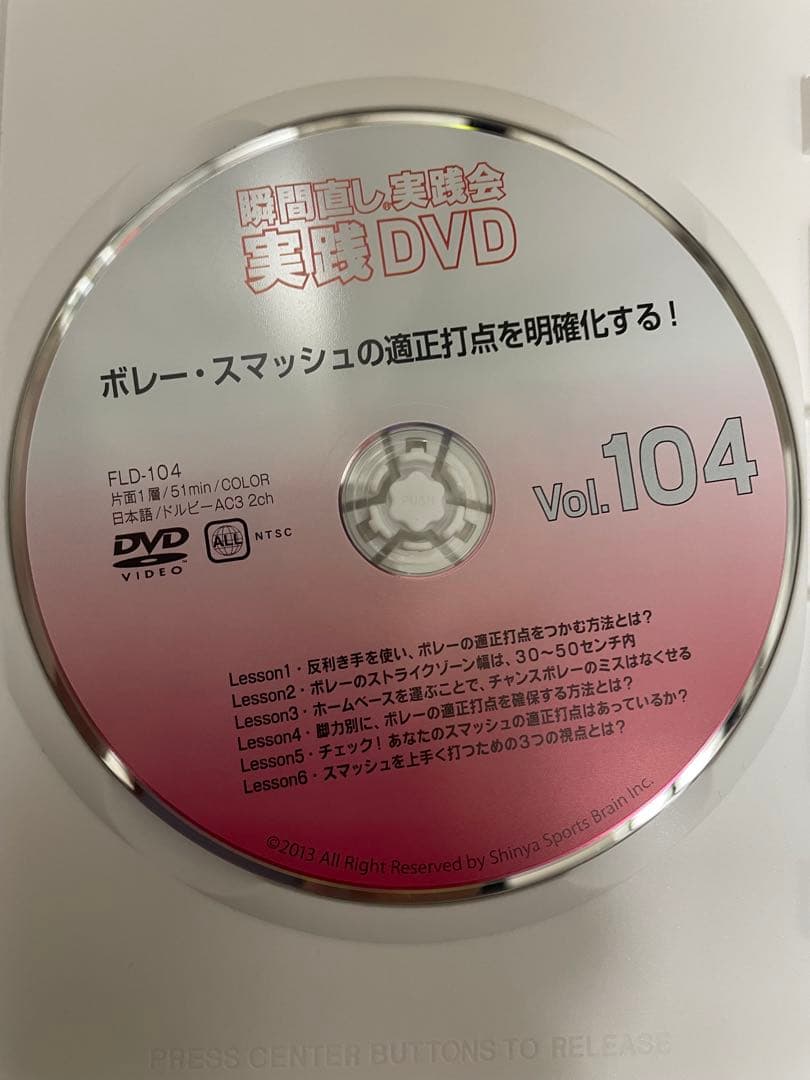 瞬間直し®実践会
実践DVD
ボレー・スマッシュの適正打点を明確化する!
Vol.104
FLD-104
片面1層/51min/COLOR
日本語/ドルビーAC3 2ch
DVD
VIDEO™
ALL
NTSC
PUSH
Lesson1・反利き手を使い、ボレーの適正打点をつかむ方法とは?
Lesson2・ボレーのストライクゾーン幅は、30〜50センチ内
Lesson3・ホームベースを運ぶことで、チャンスボレーのミスはなくせる
Lesson4・脚力別に、ボレーの適正打点を確保する方法とは?
Lesson5・チェック! あなたのスマッシュの適正打点はあっているか?
Lesson6・スマッシュを上手く打つための3つの視点とは?
©2013 All Right Reserved by Shinya Sports Brain Inc.
PRESS CENTER BUTTONS TO RELEASE